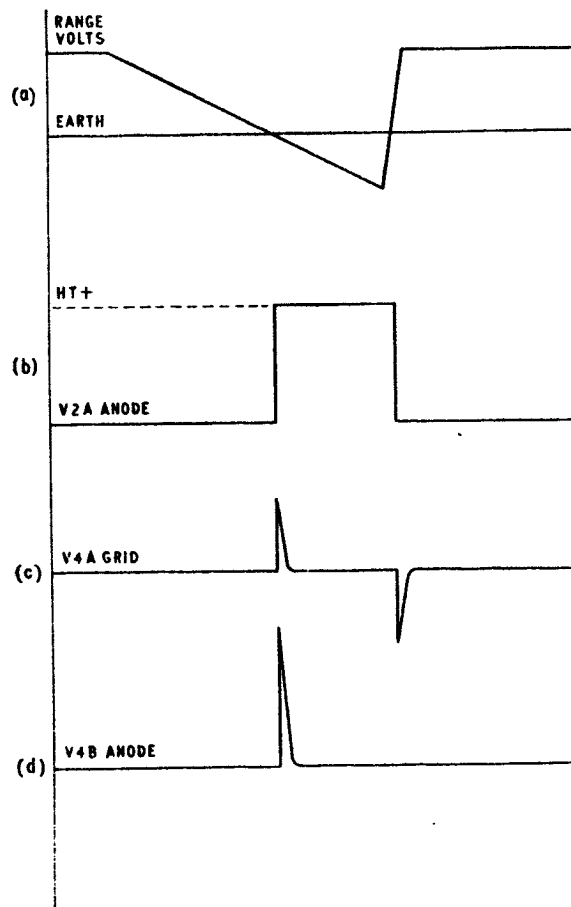 RANGE
VOLTS
(a)
EARTH
HT+
(b)
V2A ANODE
V4A GRID
(c)
V4B ANODE
(d)